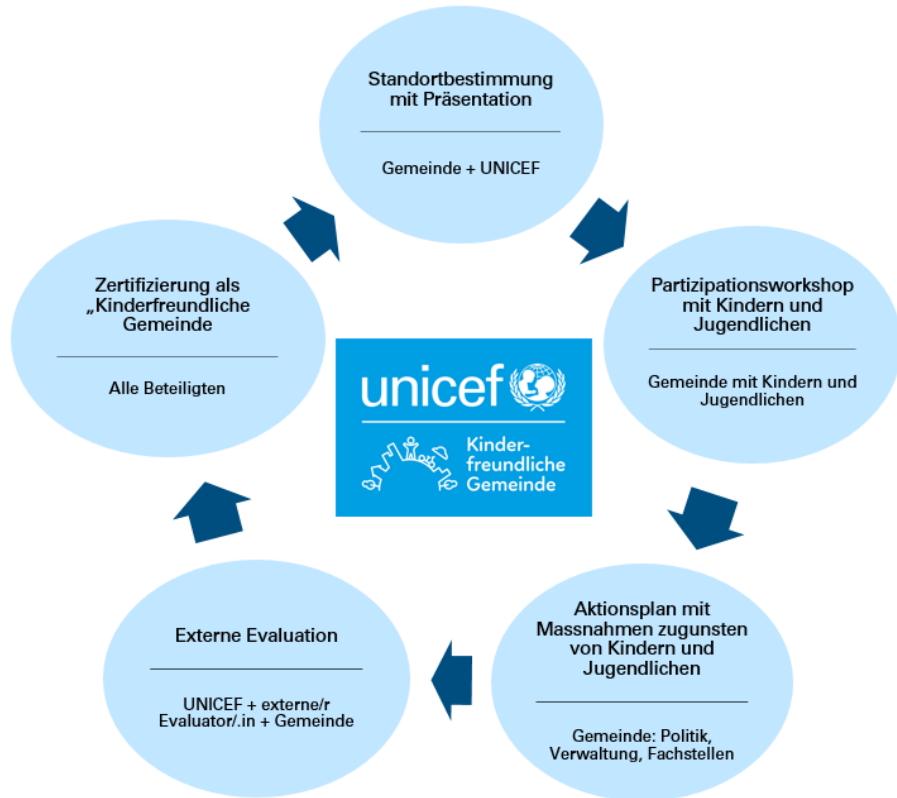 Standortbestimmung
mit Präsentation
Gemeinde + UNICEF
Partizipationsworkshop
mit Kindern und
Jugendlichen
Gemeinde mit Kindern und
Jugendlichen
Aktionsplan mit
Massnahmen zugunsten
von Kindern und
Jugendlichen
Gemeinde: Politik,
Verwaltung, Fachstellen
Externe Evaluation
UNICEF + externe/r
Evaluator/.in + Gemeinde
Zertifizierung als
„Kinderfreundliche
Gemeinde
Alle Beteiligten
unicef
Kinder-
freundliche
Gemeinde